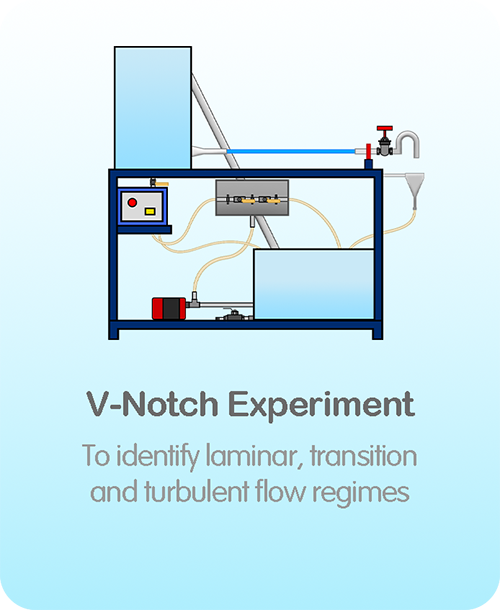 V-Notch Experiment
To identify laminar, transition
and turbulent flow regimes